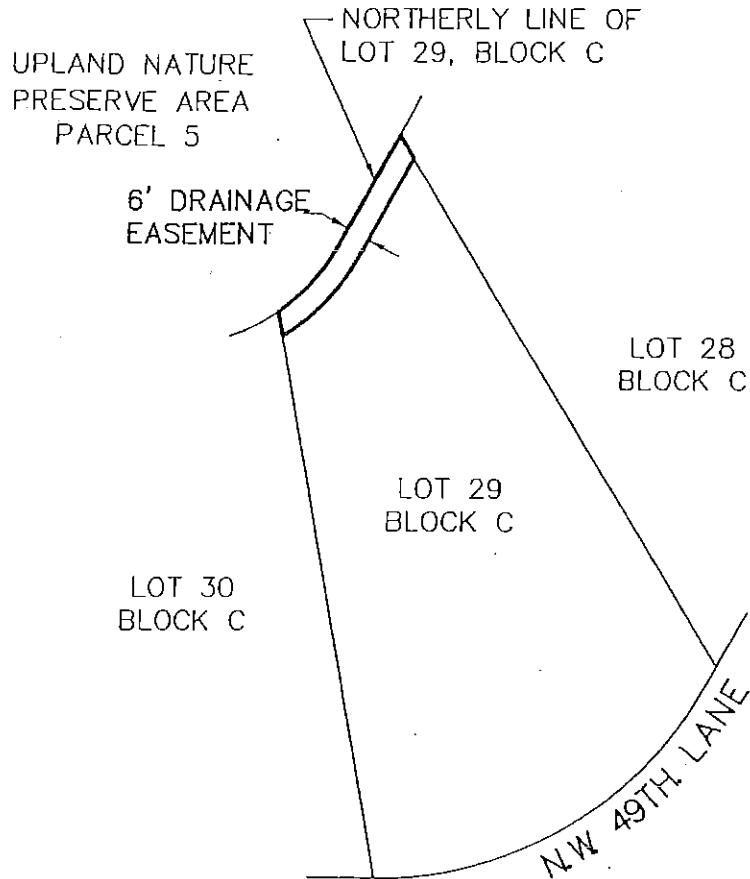 NORTHERLY LINE OF
LOT 29, BLOCK C
UPLAND NATURE
PRESERVE AREA
PARCEL 5
6' DRAINAGE
EASEMENT
LOT 28
BLOCK C
LOT 29
BLOCK C
LOT 30
BLOCK C
N.W. 49TH. LANE